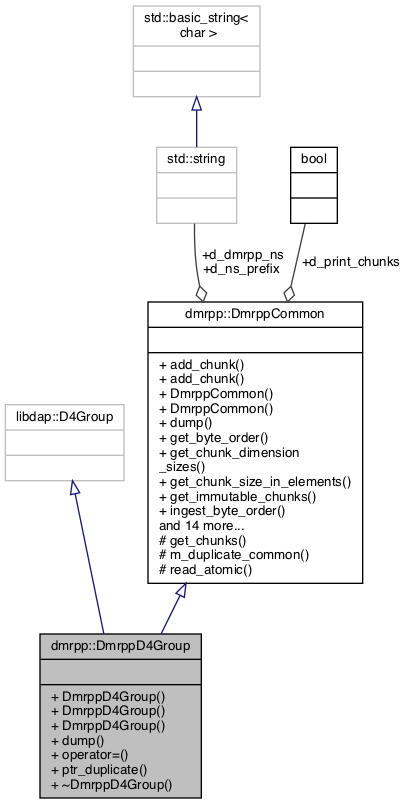 std::basic_string<
char >
std::string
bool
+d_dmrpp_ns
+d_ns_prefix
+d_print_chunks
dmrpp::DmrppCommon
+ add_chunk()
+ add_chunk()
+ DmrppCommon()
+ DmrppCommon()
+ dump()
+ get_byte_order()
+ get_chunk_dimension
_sizes()
+ get_chunk_size_in_elements()
+ get_immutable_chunks()
+ ingest_byte_order()
and 14 more...
# get_chunks()
# m_duplicate_common()
# read_atomic()
libdap::D4Group
dmrpp::DmrppD4Group
+ DmrppD4Group()
+ DmrppD4Group()
+ DmrppD4Group()
+ dump()
+ operator=()
+ ptr_duplicate()
+ ~DmrppD4Group()